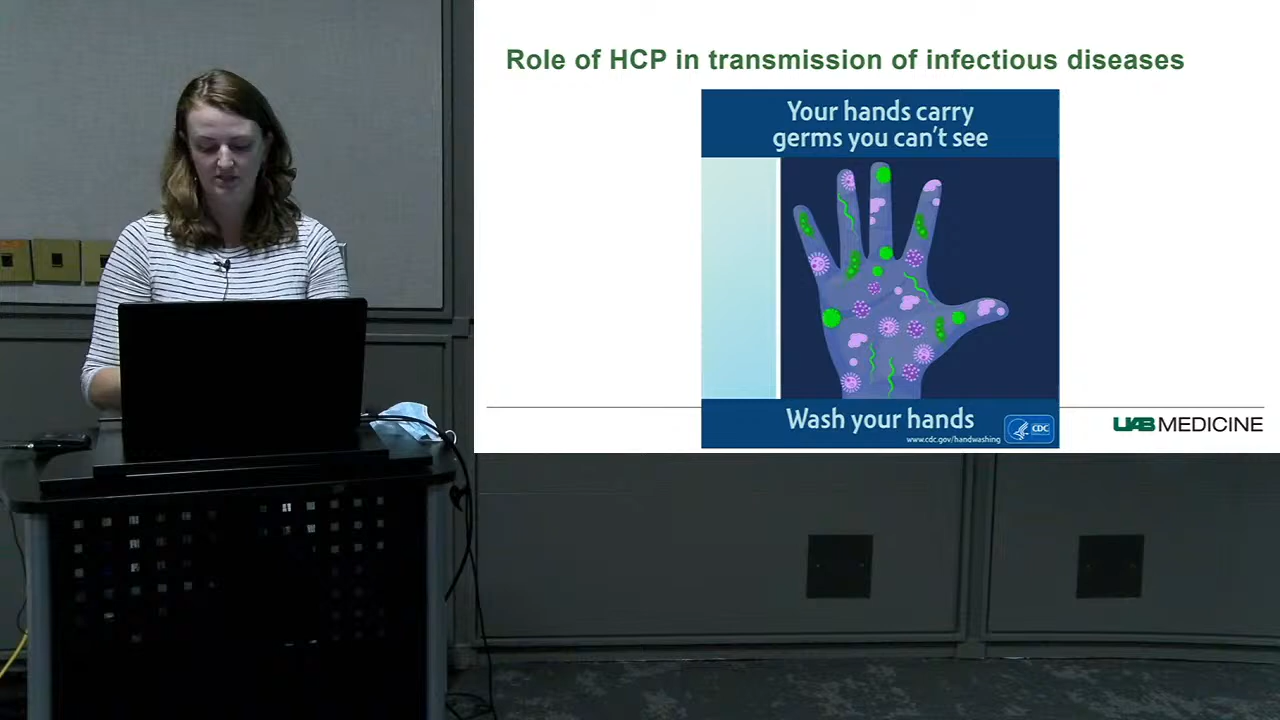 Role of HCP in transmission of infectious diseases
Your hands carry
germs you can't see
Wash your hands
www.cdc.gov/handwashing
CDC
UAB MEDICINE